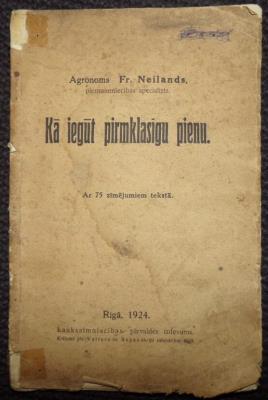 Agronoms Fr. Neilands,
piensaimniecības speciālists.
Kā iegūt pirmklasīgu pienu.
Ar 75 zīmējumiem tekstā.
Rīgā, 1924.
Lauksaimniecības pārvaldes izdevums.